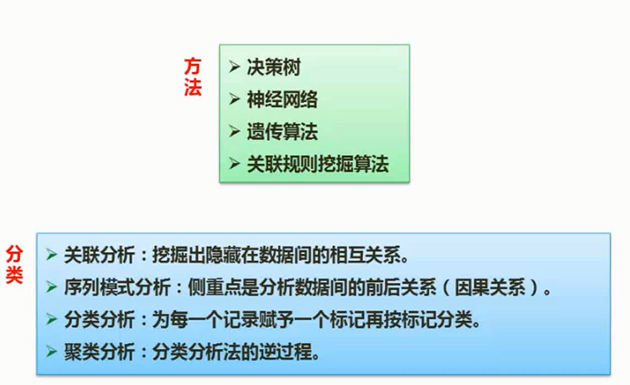 方法
决策树
神经网络
遗传算法
关联规则挖掘算法
分类
关联分析：挖掘出隐藏在数据间的相互关系。
序列模式分析：侧重点是分析数据间的前后关系（因果关系）。
分类分析：为每一个记录赋予一个标记再按标记分类。
聚类分析：分类分析法的逆过程。